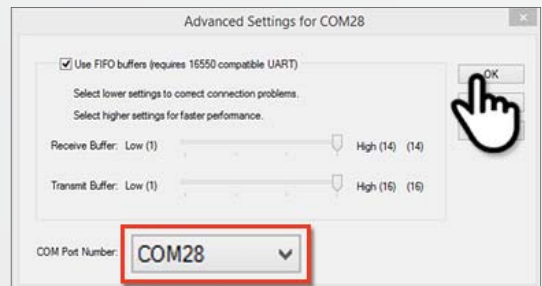 Advanced Settings for COM28
Use FIFO buffers (requires 16550 compatible UART)
OK
Select lower settings to correct connection problems.
Select higher settings for faster performance.
Receive Buffer: Low (1) High (14) (14)
Transmit Buffer: Low (1) High (16) (16)
COM Port Number: COM28